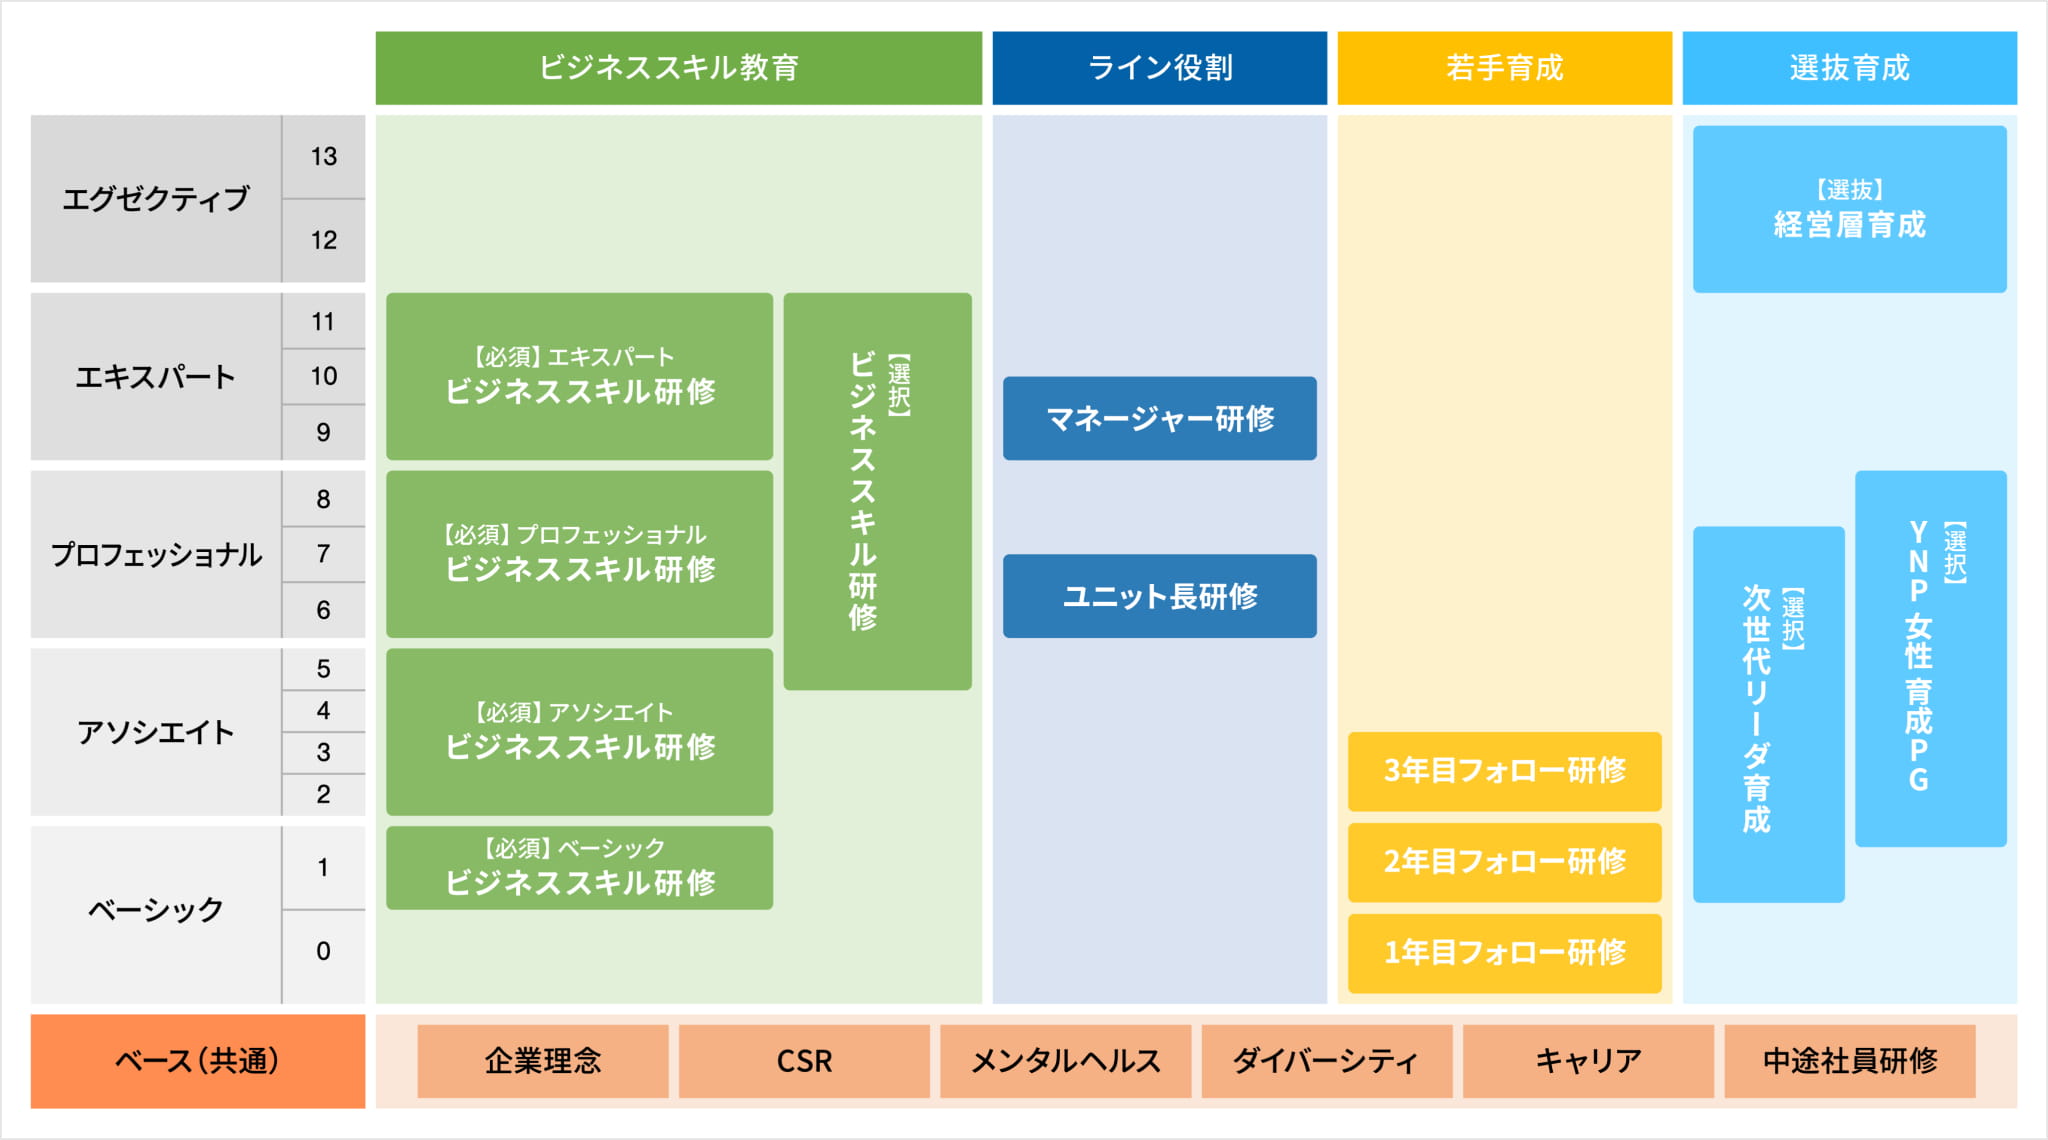 ビジネススキル教育
ライン役割
若手育成
選抜育成
エグゼクティブ
13
12
【選抜】
経営層育成
エキスパート
11
10
9
【必須】エキスパート
ビジネススキル研修
【選択】
ビジネススキル研修
マネージャー研修
プロフェッショナル
8
7
6
【必須】プロフェッショナル
ビジネススキル研修
ユニット長研修
【選択】
次世代リーダ育成
【選択】
YNP女性育成PG
アソシエイト
5
4
3
2
【必須】アソシエイト
ビジネススキル研修
3年目フォロー研修
ベーシック
1
0
【必須】ベーシック
ビジネススキル研修
2年目フォロー研修
1年目フォロー研修
ベース（共通）
企業理念
CSR
メンタルヘルス
ダイバーシティ
キャリア
中途社員研修